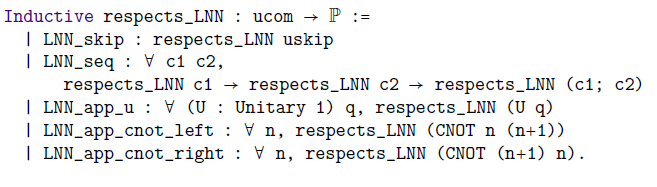 Inductive respects_LNN : ucom → ℙ :=
| LNN_skip : respects_LNN uskip
| LNN_seq : ∀ c1 c2,
respects_LNN c1 → respects_LNN c2 → respects_LNN (c1; c2)
| LNN_app_u : ∀ (U : Unitary 1) q, respects_LNN (U q)
| LNN_app_cnot_left : ∀ n, respects_LNN (CNOT n (n+1))
| LNN_app_cnot_right : ∀ n, respects_LNN (CNOT (n+1) n).